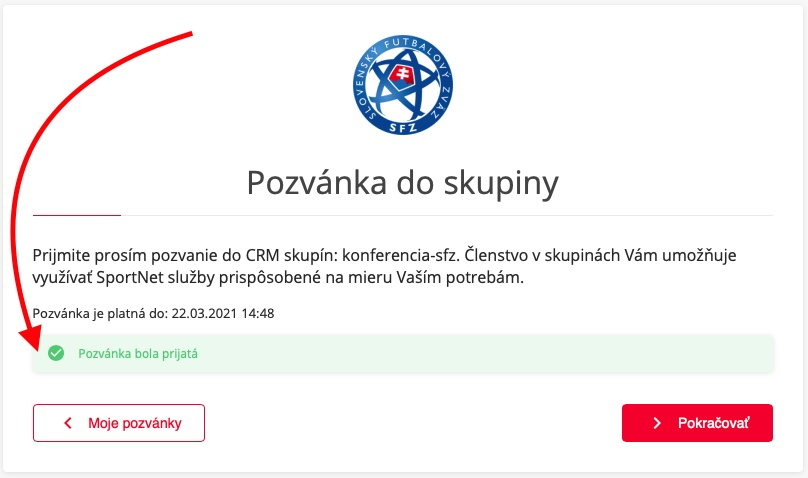 SLOVENSKÝ FUTBALOVÝ ZVÄZ
SFZ
Pozvánka do skupiny
Prijmite prosím pozvanie do CRM skupín: konferencia-sfz. Členstvo v skupinách Vám umožňuje
využívať SportNet služby prispôsobené na mieru Vaším potrebám.
Pozvánka je platná do: 22.03.2021 14:48
Pozvánka bola prijatá
Moje pozvánky
Pokračovať